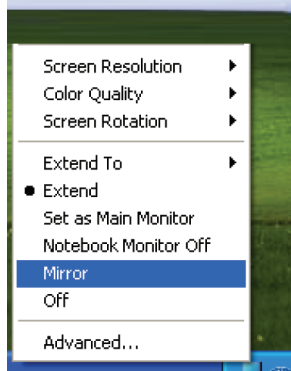 Screen Resolution
Color Quality
Screen Rotation
Extend To
Extend
Set as Main Monitor
Notebook Monitor Off
Mirror
Off
Advanced...